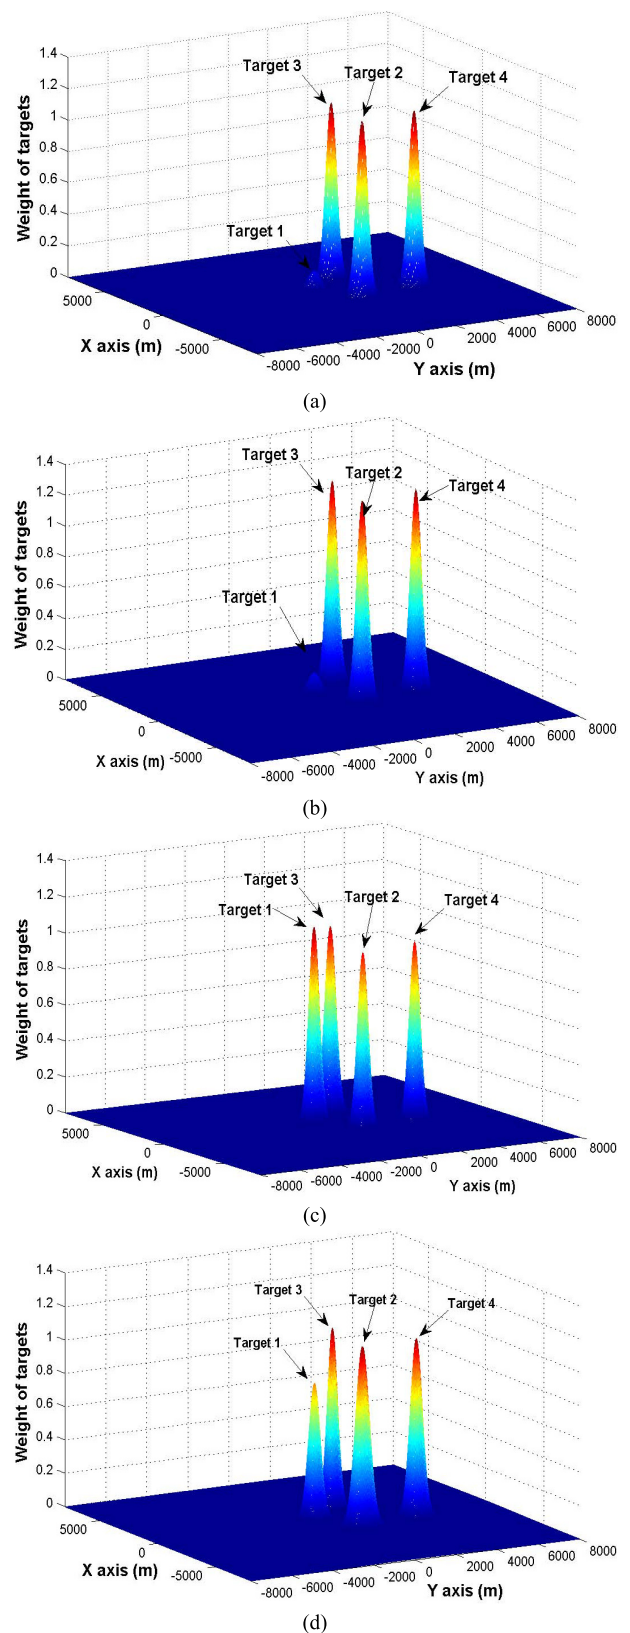 1.4
1.2
1
0.8
0.6
0.4
0.2
0
Weight of targets
Target 3
Target 2
Target 4
Target 1
5000
0
-5000
X axis (m)
-8000
-6000
-4000
-2000
0
2000
4000
6000
8000
Y axis (m)
(a)
1.4
1.2
1
0.8
0.6
0.4
0.2
0
Weight of targets
Target 3
Target 2
Target 4
Target 1
5000
0
-5000
X axis (m)
-8000
-6000
-4000
-2000
0
2000
4000
6000
8000
Y axis (m)
(b)
1.4
1.2
1
0.8
0.6
0.4
0.2
0
Weight of targets
Target 3
Target 1
Target 2
Target 4
5000
0
-5000
X axis (m)
-8000
-6000
-4000
-2000
0
2000
4000
6000
8000
Y axis (m)
(c)
1.4
1.2
1
0.8
0.6
0.4
0.2
0
Weight of targets
Target 3
Target 2
Target 4
Target 1
5000
0
-5000
X axis (m)
-8000
-6000
-4000
-2000
0
2000
4000
6000
8000
Y axis (m)
(d)